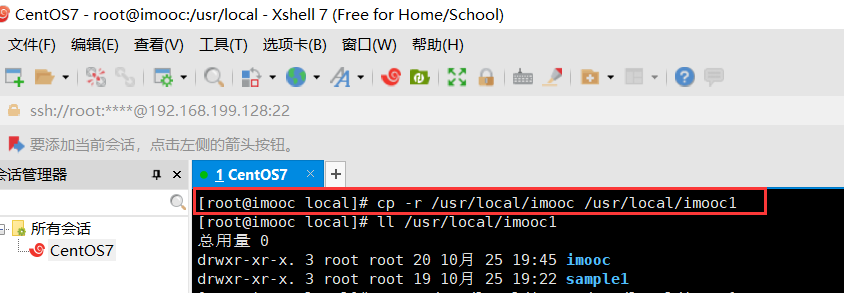 CentOS7 - root@imooc:/usr/local - Xshell 7 (Free for Home/School)
文件(F) 编辑(E) 查看(V) 工具(T) 选项卡(B) 窗口(W) 帮助(H)
ssh://root:****@192.168.199.128:22
要添加当前会话，点击左侧的箭头按钮。
会话管理器
1 CentOS7
所有会话
CentOS7
[root@imooc local]# cp -r /usr/local/imooc /usr/local/imooc1
[root@imooc local]# ll /usr/local/imooc1
总用量 0
drwxr-xr-x. 3 root root 20 10月 25 19:45 imooc
drwxr-xr-x. 3 root root 19 10月 25 19:22 sample1